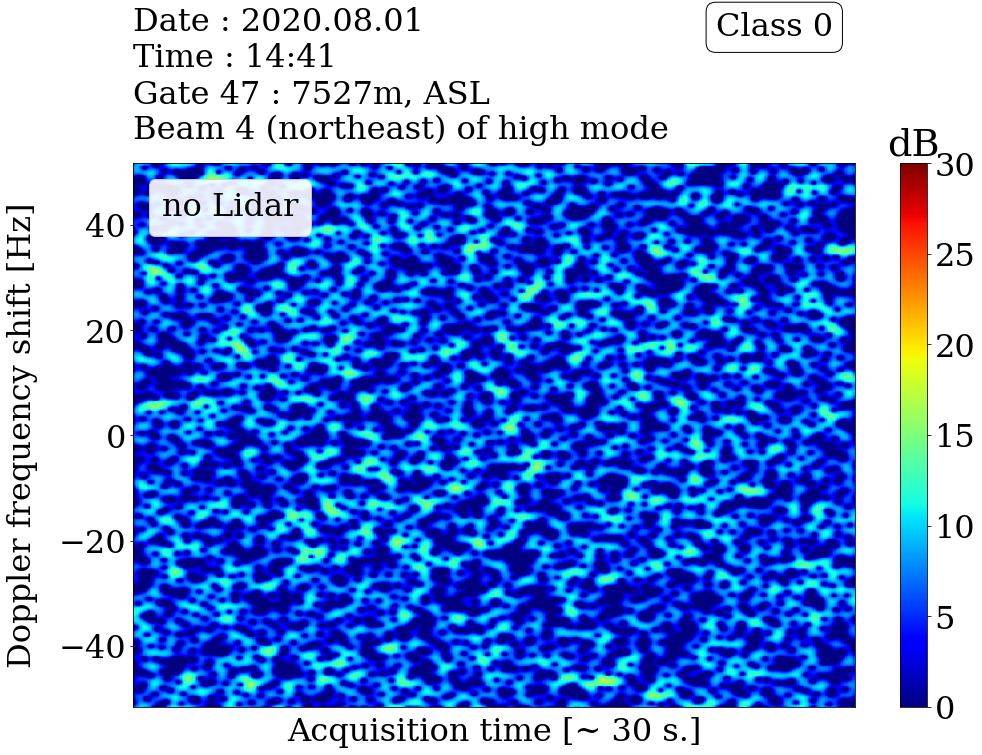 Date : 2020.08.01
Time : 14:41
Gate 47 : 7527m, ASL
Beam 4 (northeast) of high mode
Class 0
dB
no Lidar
Doppler frequency shift [Hz]
40
20
0
−20
−40
Acquisition time [~ 30 s.]
30
25
20
15
10
5
0